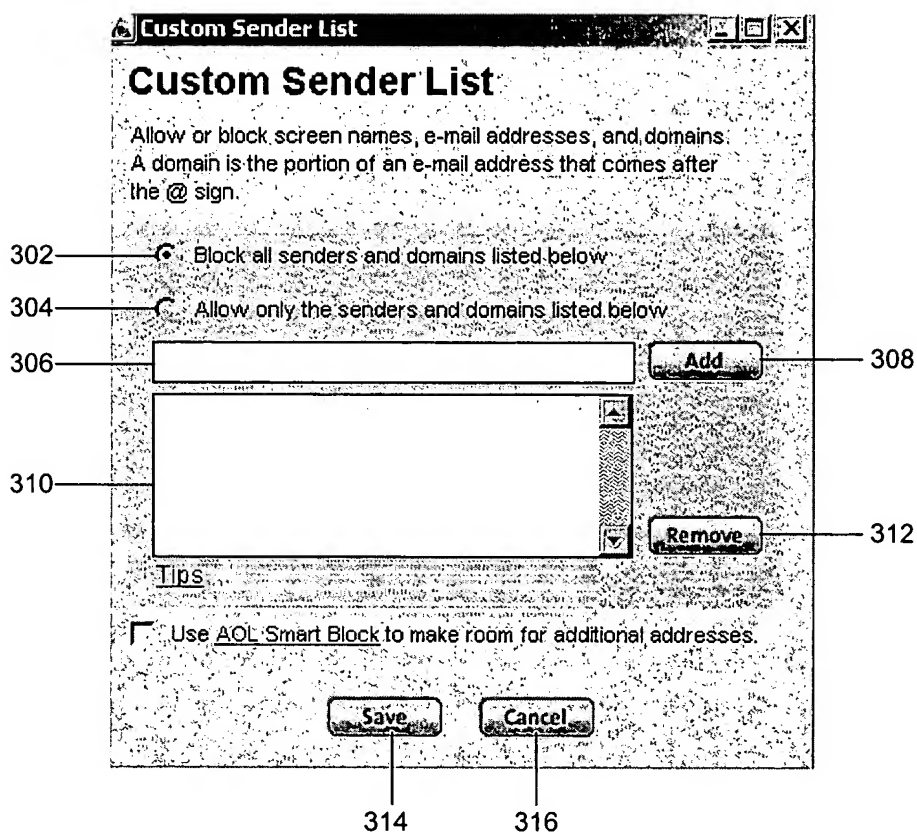 Custom Sender List
Custom Sender List
Allow or block screen names, e-mail addresses, and domains.
A domain is the portion of an e-mail address that comes after
the @ sign.
302
Block all senders and domains listed below
304
Allow only the senders and domains listed below
306
Add
308
310
Remove
312
Tips
Use AOL Smart Block to make room for additional addresses.
Save
Cancel
314
316